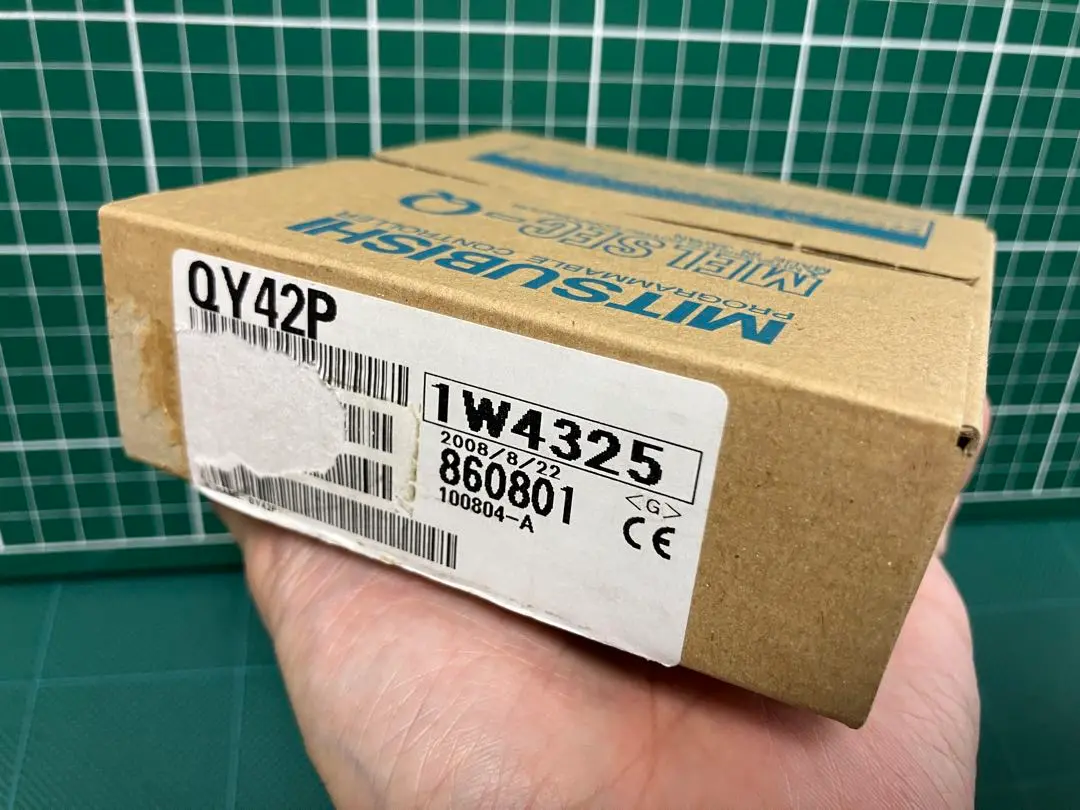 MELSEC-Q
MITSUBISHI
PROGRAMMABLE CONTROLLER
QY42P
1W4325
2008/8/22
860801
100804-A
<G>
CE